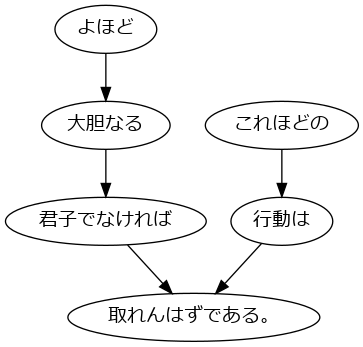 よほど
大胆なる
これほどの
君子でなければ
行動は
取れんはずである。